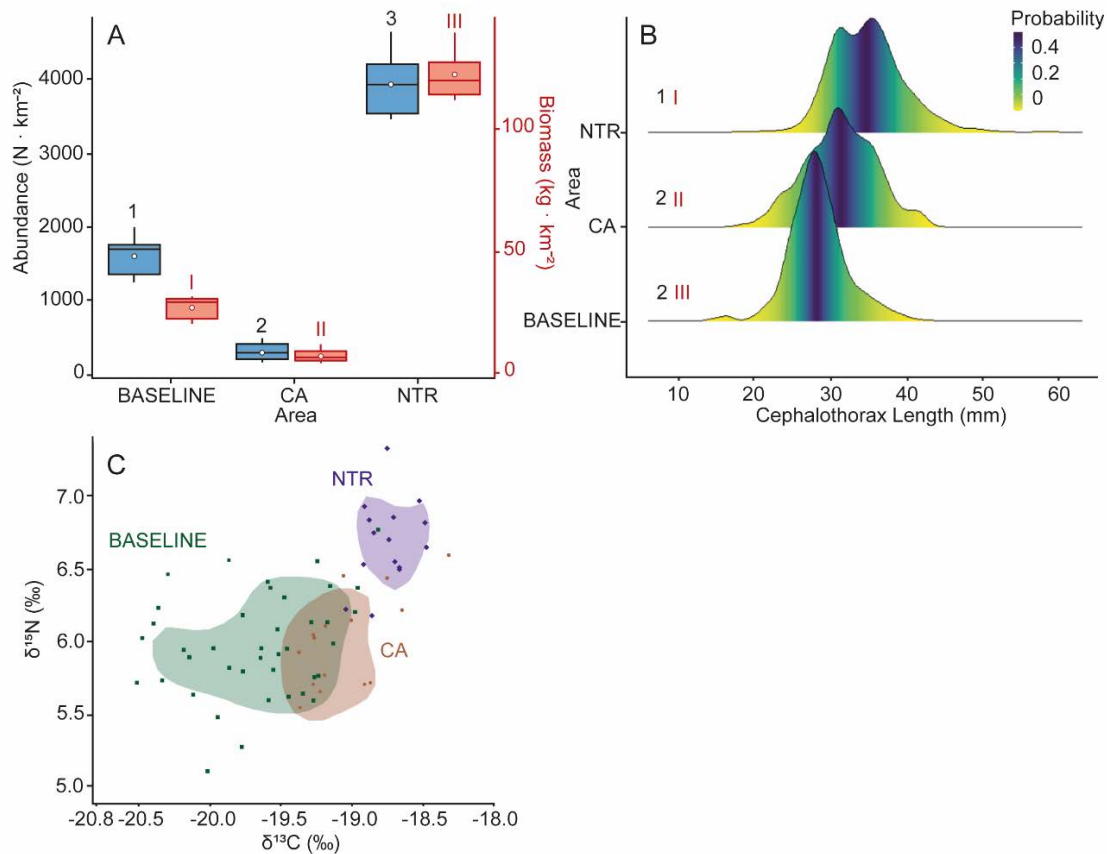 A
Abundance (N · km⁻²)
4000
3000
2000
1000
0
1
I
2
II
3
III
Biomass (kg · km⁻²)
100
50
0
BASELINE CA NTR
Area
B
Probability
0.4
0.2
0
Area
1 I
NTR
2 II
CA
2 III
BASELINE
10 20 30 40 50 60
Cephalothorax Length (mm)
C
NTR
BASELINE
CA
δ¹⁵N (‰)
7.0
6.5
6.0
5.5
5.0
-20.8 -20.5 -20.0 -19.5 -19.0 -18.5 -18.0
δ¹³C (‰)